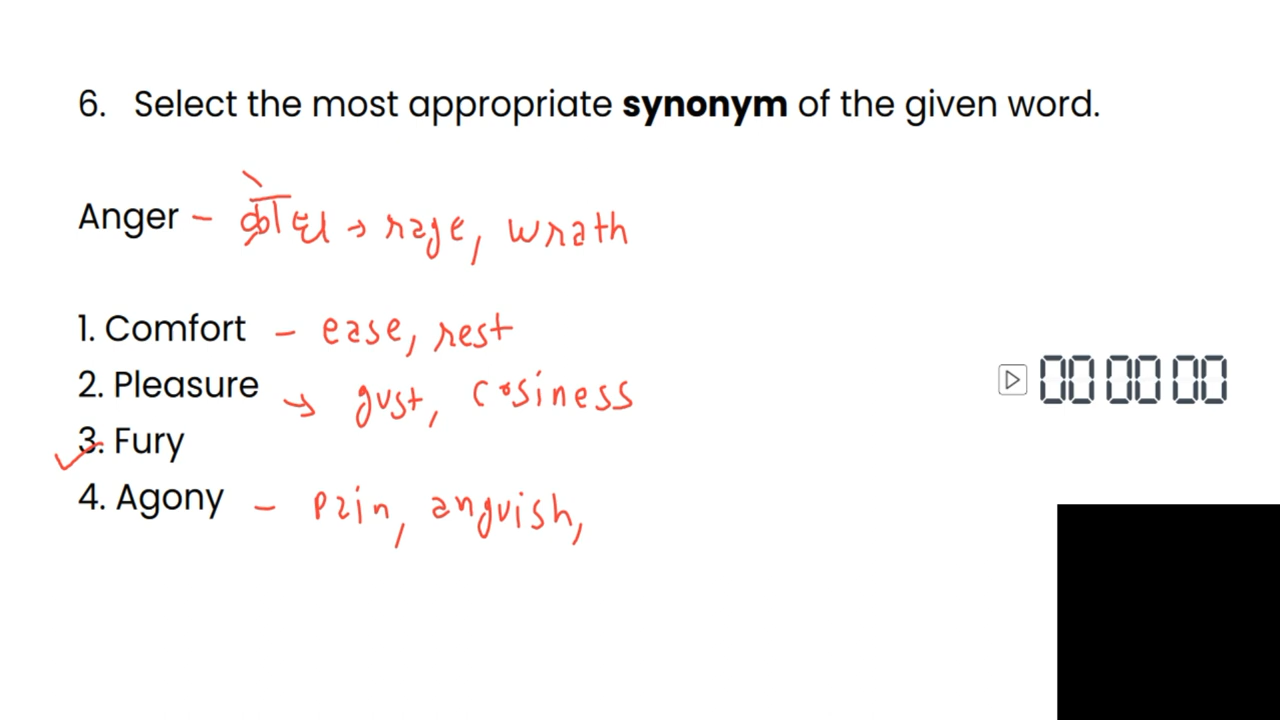 6. Select the most appropriate synonym of the given word.
Anger – क्रोध → rage, wrath
1. Comfort – ease, rest
2. Pleasure → gust, cosiness
3. Fury
4. Agony – pain, anguish,
00 00 00